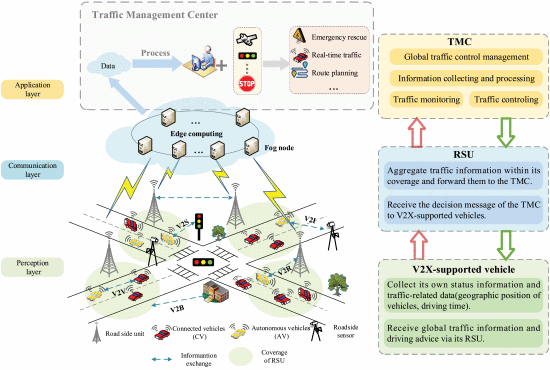 Traffic Management Center
Process
Data
STOP
Emergency rescue
Real-time traffic
Route planning
...
Application
layer
Edge computing
...
Fog node
Communication
layer
V2S
V2I
Perception
layer
V2V
V2R
V2B
Road side unit
Connected vehicles
(CV)
Autonomous vehicles
(AV)
Roadside
sensor
Informantion
exchange
Coverage
of RSU
TMC
Global traffic control management
Information collecting and processing
Traffic monitoring
Traffic controling
RSU
Aggregate traffic information within its
coverage and forward them to the TMC.
Receive the decision message of the TMC
to V2X-supported vehicles.
V2X-supported vehicle
Collect its own status information and
traffic-related data(geographic position of
vehicles, driving time).
Receive global traffic information and
driving advice via its RSU.